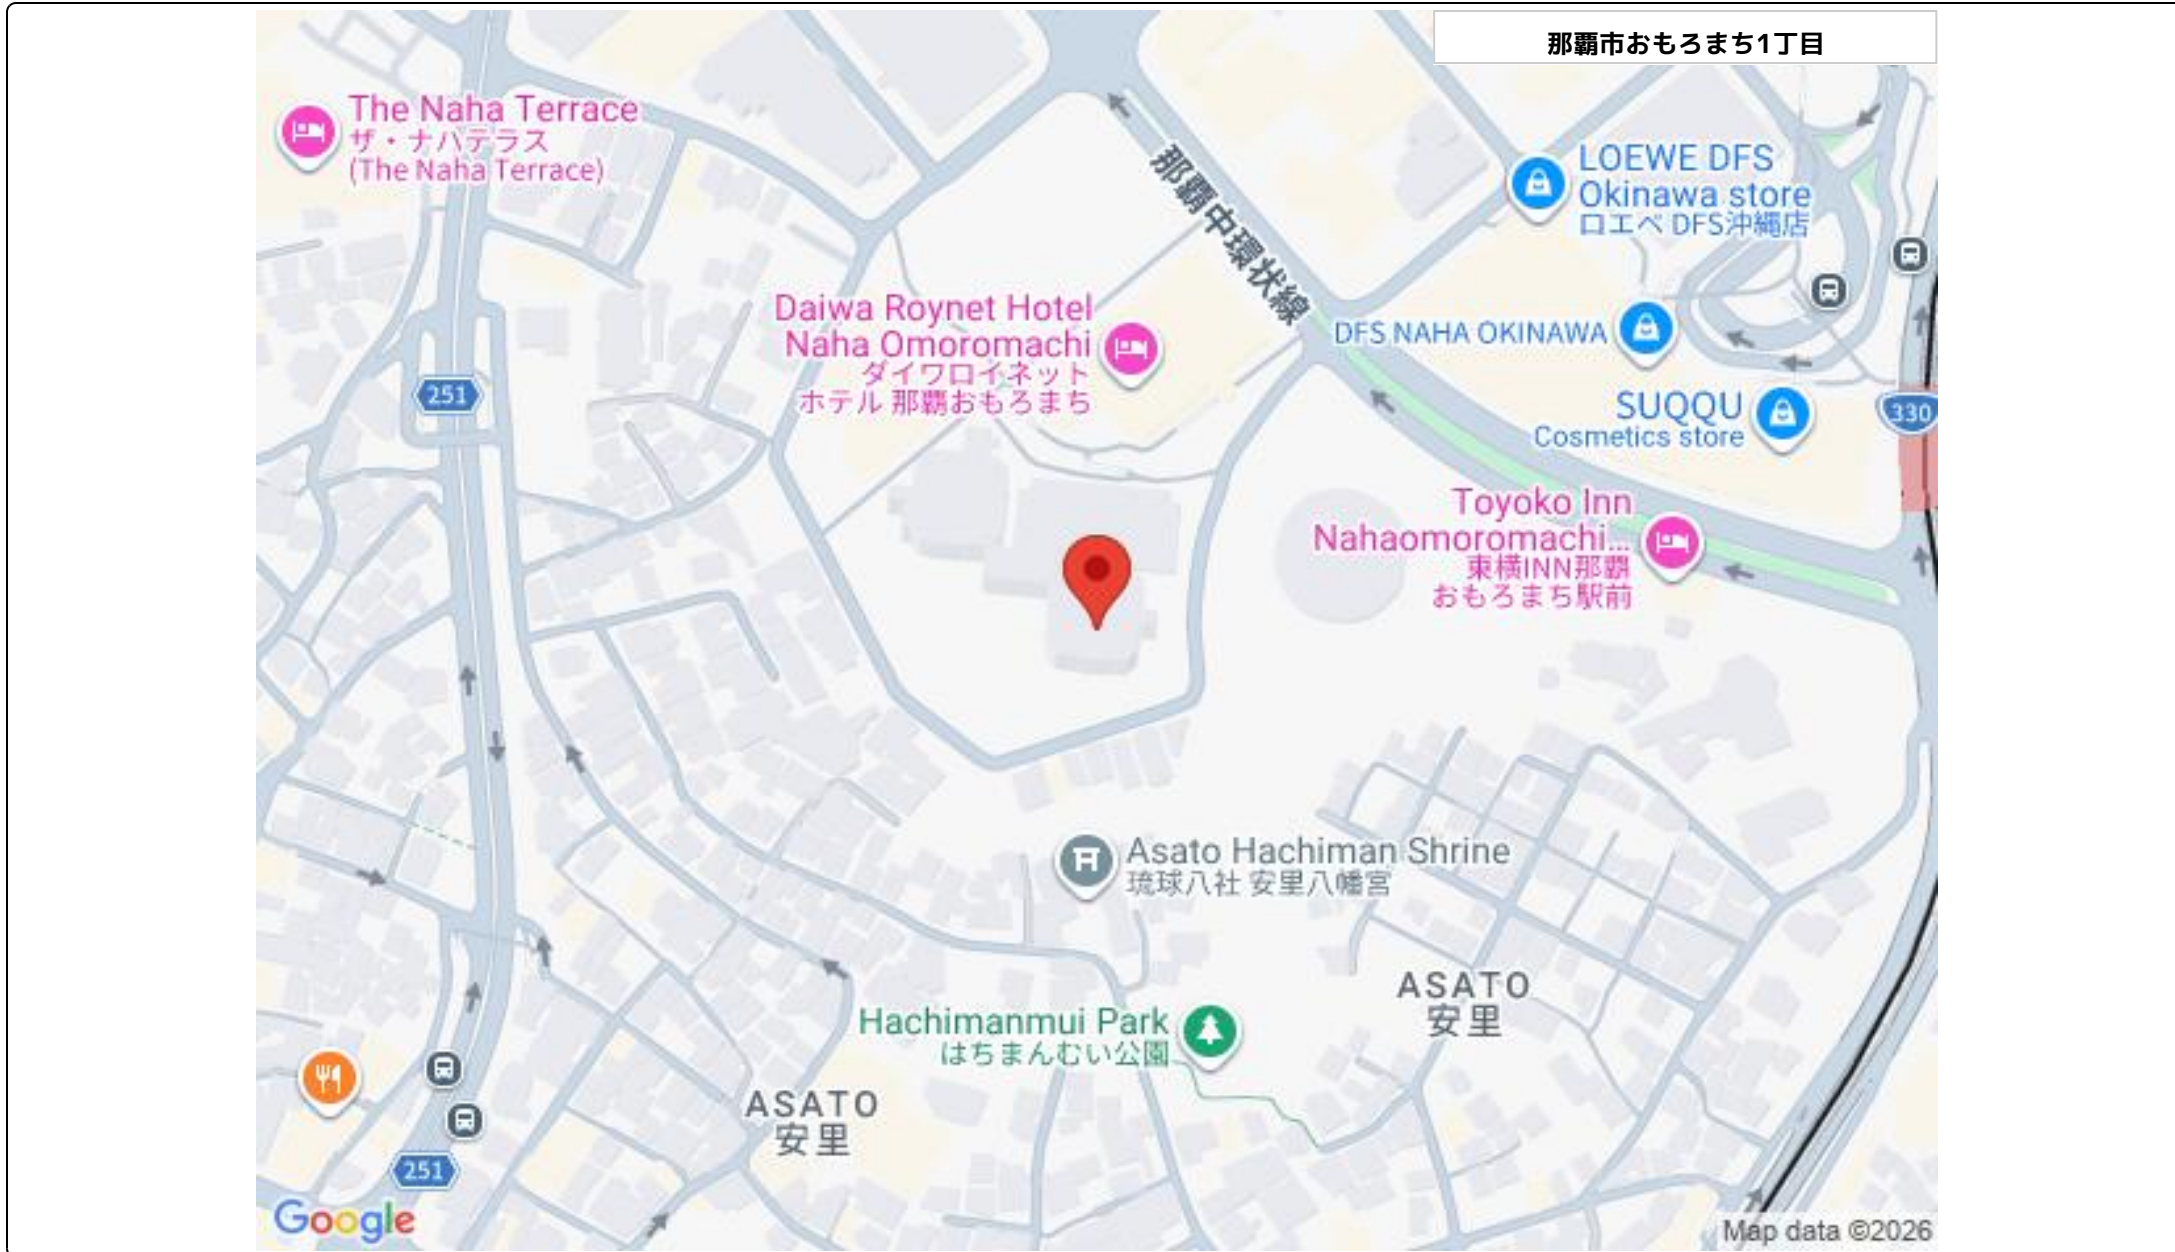 那覇市おもろまち1丁目
The Naha Terrace
ザ・ナハテラス
(The Naha Terrace)
那覇中環状線
LOEWE DFS
Okinawa store
ロエベ DFS沖縄店
Daiwa Roynet Hotel
Naha Omoromachi
ダイワロイネット
ホテル 那覇おもろまち
DFS NAHA OKINAWA
251
SUQQU
Cosmetics store
330
Toyoko Inn
Nahaomoromachi...
東横INN那覇
おもろまち駅前
Asato Hachiman Shrine
琉球八社 安里八幡宮
ASATO
安里
Hachimanmui Park
はちまんむい公園
ASATO
安里
251
Google
Map data ©2026